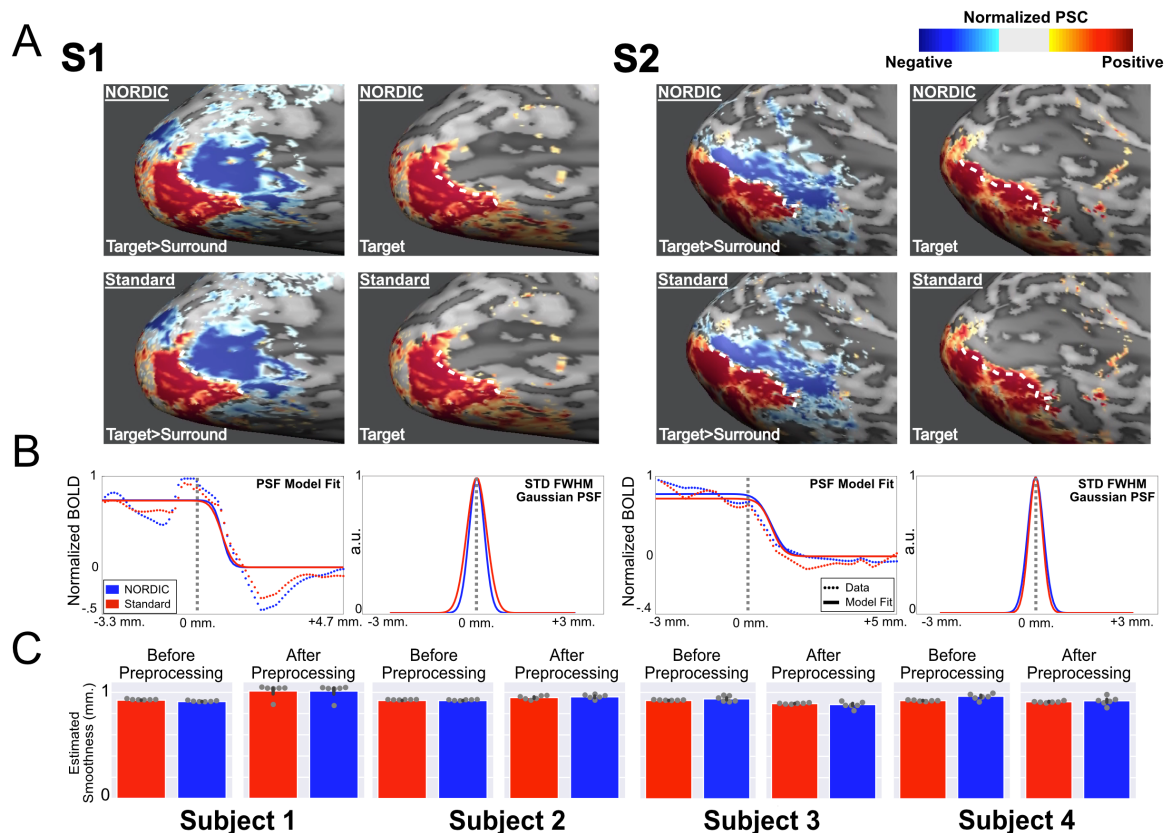 A
S1
S2
Normalized PSC
Negative
Positive
NORDIC
Target>Surround
Target
NORDIC
Target>Surround
Target
Standard
Target>Surround
Target
Standard
Target>Surround
Target
B
Normalized BOLD
1
0
-.5
PSF Model Fit
NORDIC
Standard
-3.3 mm.
0 mm.
+4.7 mm.
a.u.
1
0
STD FWHM
Gaussian PSF
-3 mm.
0 mm.
+3 mm.
Normalized BOLD
1
0
-.4
PSF Model Fit
Data
Model Fit
-3 mm.
0 mm.
+5 mm.
a.u.
1
0
STD FWHM
Gaussian PSF
-3 mm.
0 mm.
+3 mm.
C
Estimated
Smoothness (mm.)
1
0
Before
Preprocessing
After
Preprocessing
Before
Preprocessing
After
Preprocessing
Before
Preprocessing
After
Preprocessing
Before
Preprocessing
After
Preprocessing
Subject 1
Subject 2
Subject 3
Subject 4